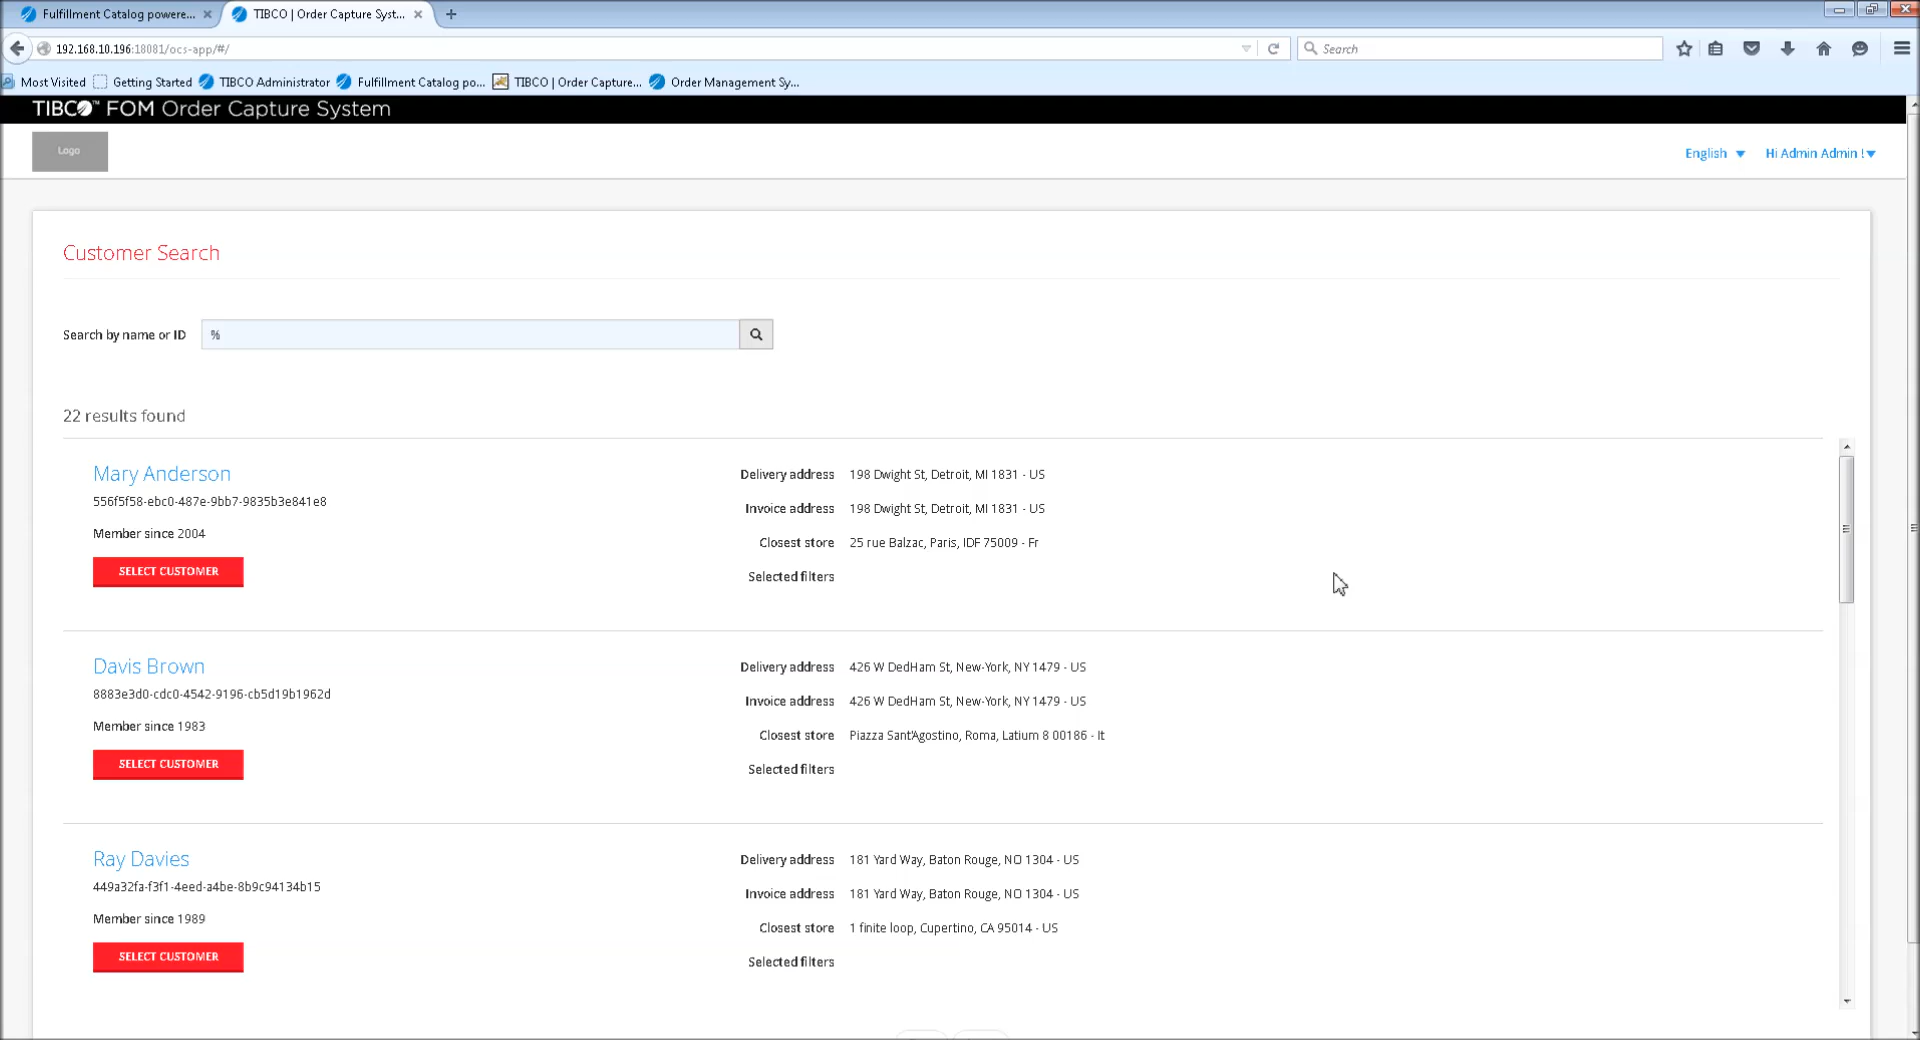 Fulfillment Catalog powere...
TIBCO | Order Capture Syst...
192.168.10.196:18081/ocs-app/#/
Search
Most Visited Getting Started TIBCO Administrator Fulfillment Catalog po... TIBCO | Order Capture... Order Management Sy...
TIBCO™ FOM Order Capture System
Logo
English Hi Admin Admin !
Customer Search
Search by name or ID %
22 results found
Mary Anderson
556f5f58-ebc0-487e-9bb7-9835b3e841e8
Member since 2004
SELECT CUSTOMER
Delivery address 198 Dwight St, Detroit, MI 1831 - US
Invoice address 198 Dwight St, Detroit, MI 1831 - US
Closest store 25 rue Balzac, Paris, IDF 75009 - Fr
Selected filters
Davis Brown
8883e3d0-cdc0-4542-9196-cb5d19b1962d
Member since 1983
SELECT CUSTOMER
Delivery address 426 W DedHam St, New-York, NY 1479 - US
Invoice address 426 W DedHam St, New-York, NY 1479 - US
Closest store Piazza Sant'Agostino, Roma, Latium 8 00186 - It
Selected filters
Ray Davies
449a32fa-f3f1-4eed-a4be-8b9c94134b15
Member since 1989
SELECT CUSTOMER
Delivery address 181 Yard Way, Baton Rouge, NO 1304 - US
Invoice address 181 Yard Way, Baton Rouge, NO 1304 - US
Closest store 1 finite loop, Cupertino, CA 95014 - US
Selected filters